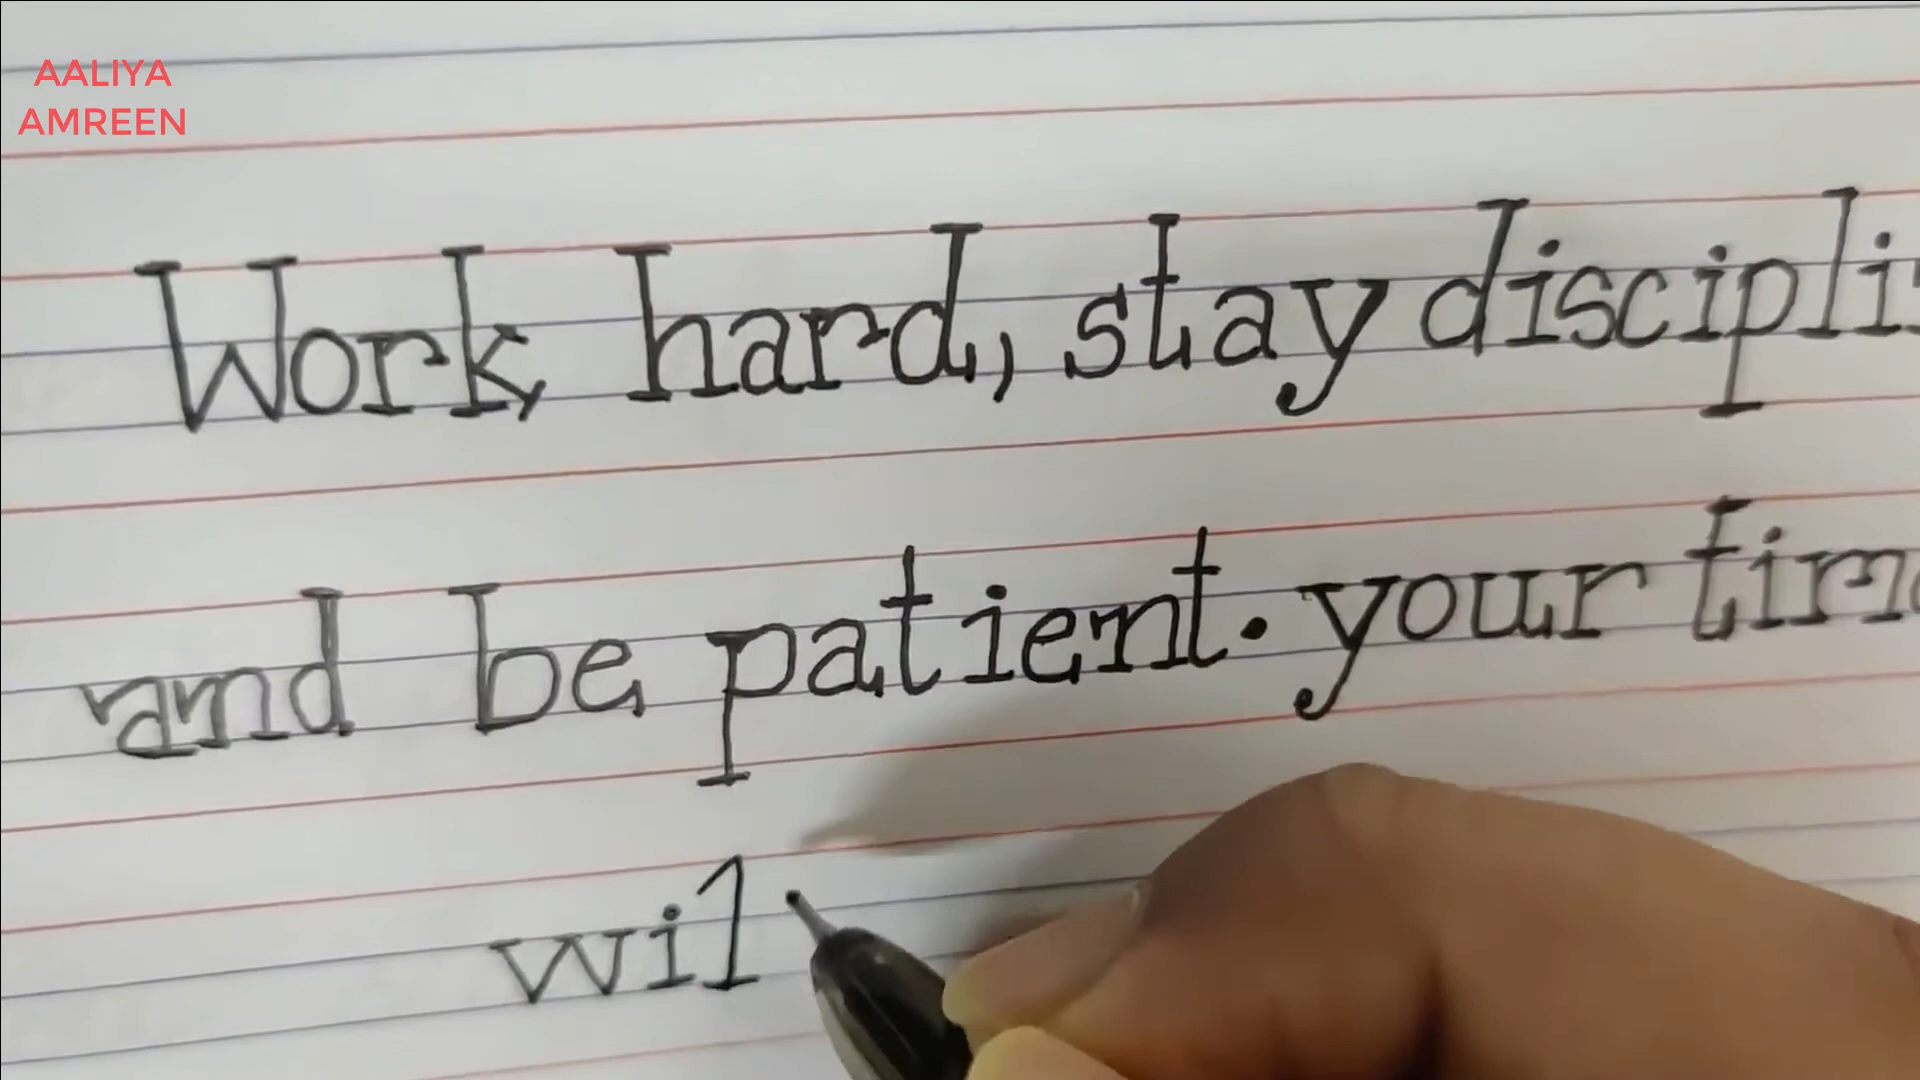 AALIYA
AMREEN
Work hard, stay discipli
and be patient. your tim
wil